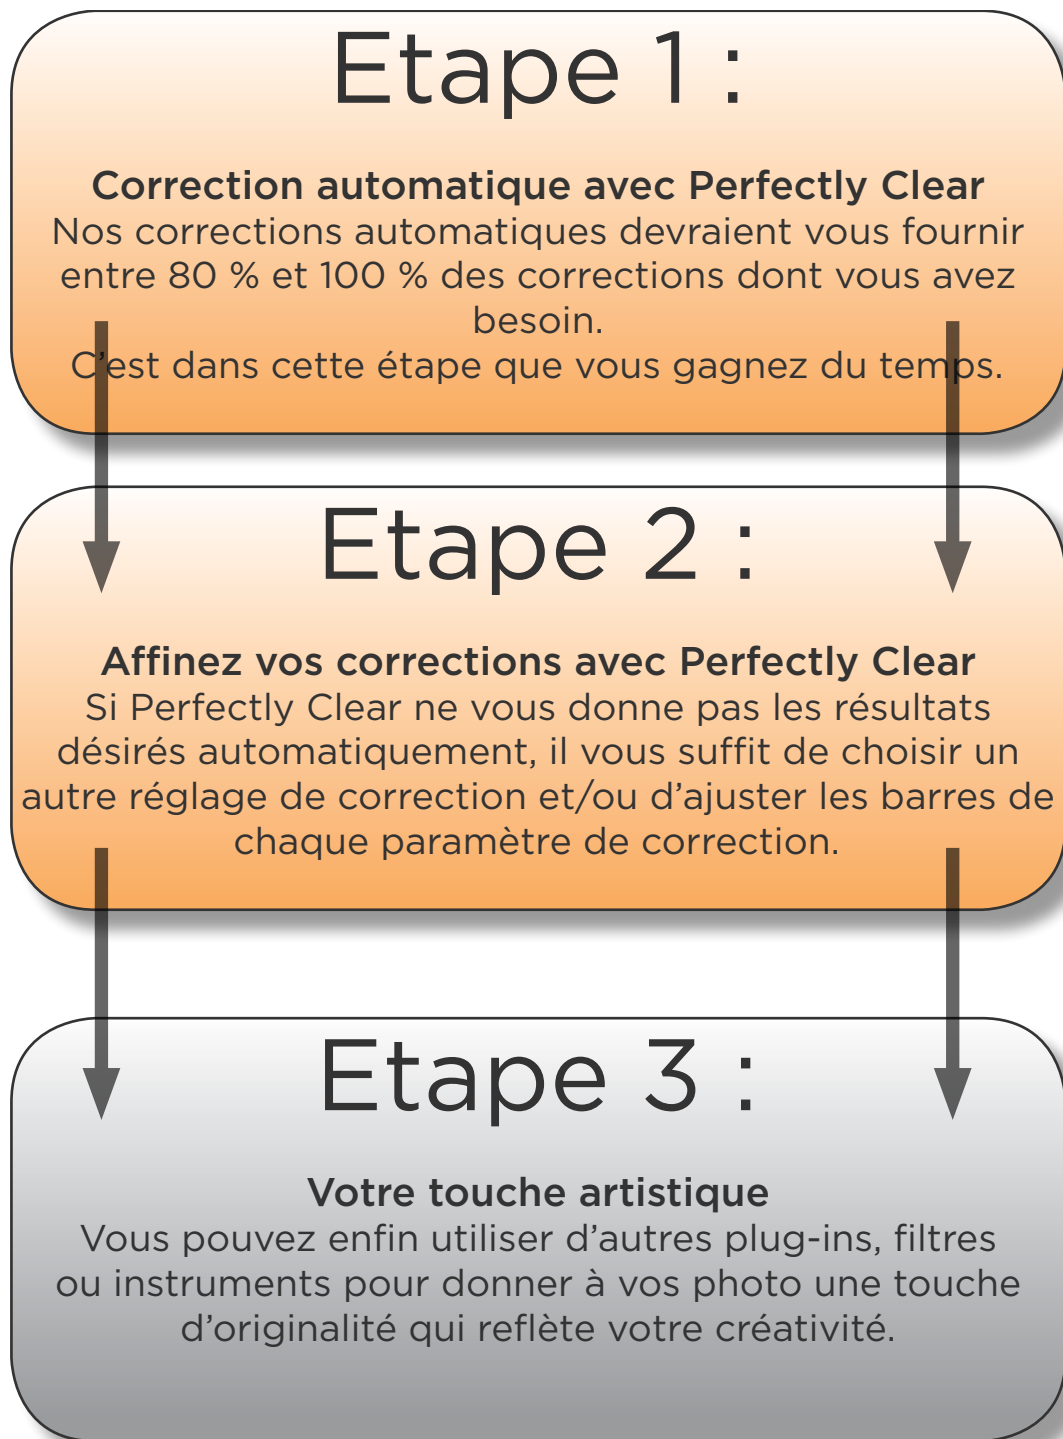 Etape 1 :
Correction automatique avec Perfectly Clear
Nos corrections automatiques devraient vous fournir
entre 80 % et 100 % des corrections dont vous avez
besoin.
C'est dans cette étape que vous gagnez du temps.
Etape 2 :
Affinez vos corrections avec Perfectly Clear
Si Perfectly Clear ne vous donne pas les résultats
désirés automatiquement, il vous suffit de choisir un
autre réglage de correction et/ou d'ajuster les barres de
chaque paramètre de correction.
Etape 3 :
Votre touche artistique
Vous pouvez enfin utiliser d'autres plug-ins, filtres
ou instruments pour donner à vos photo une touche
d'originalité qui reflète votre créativité.